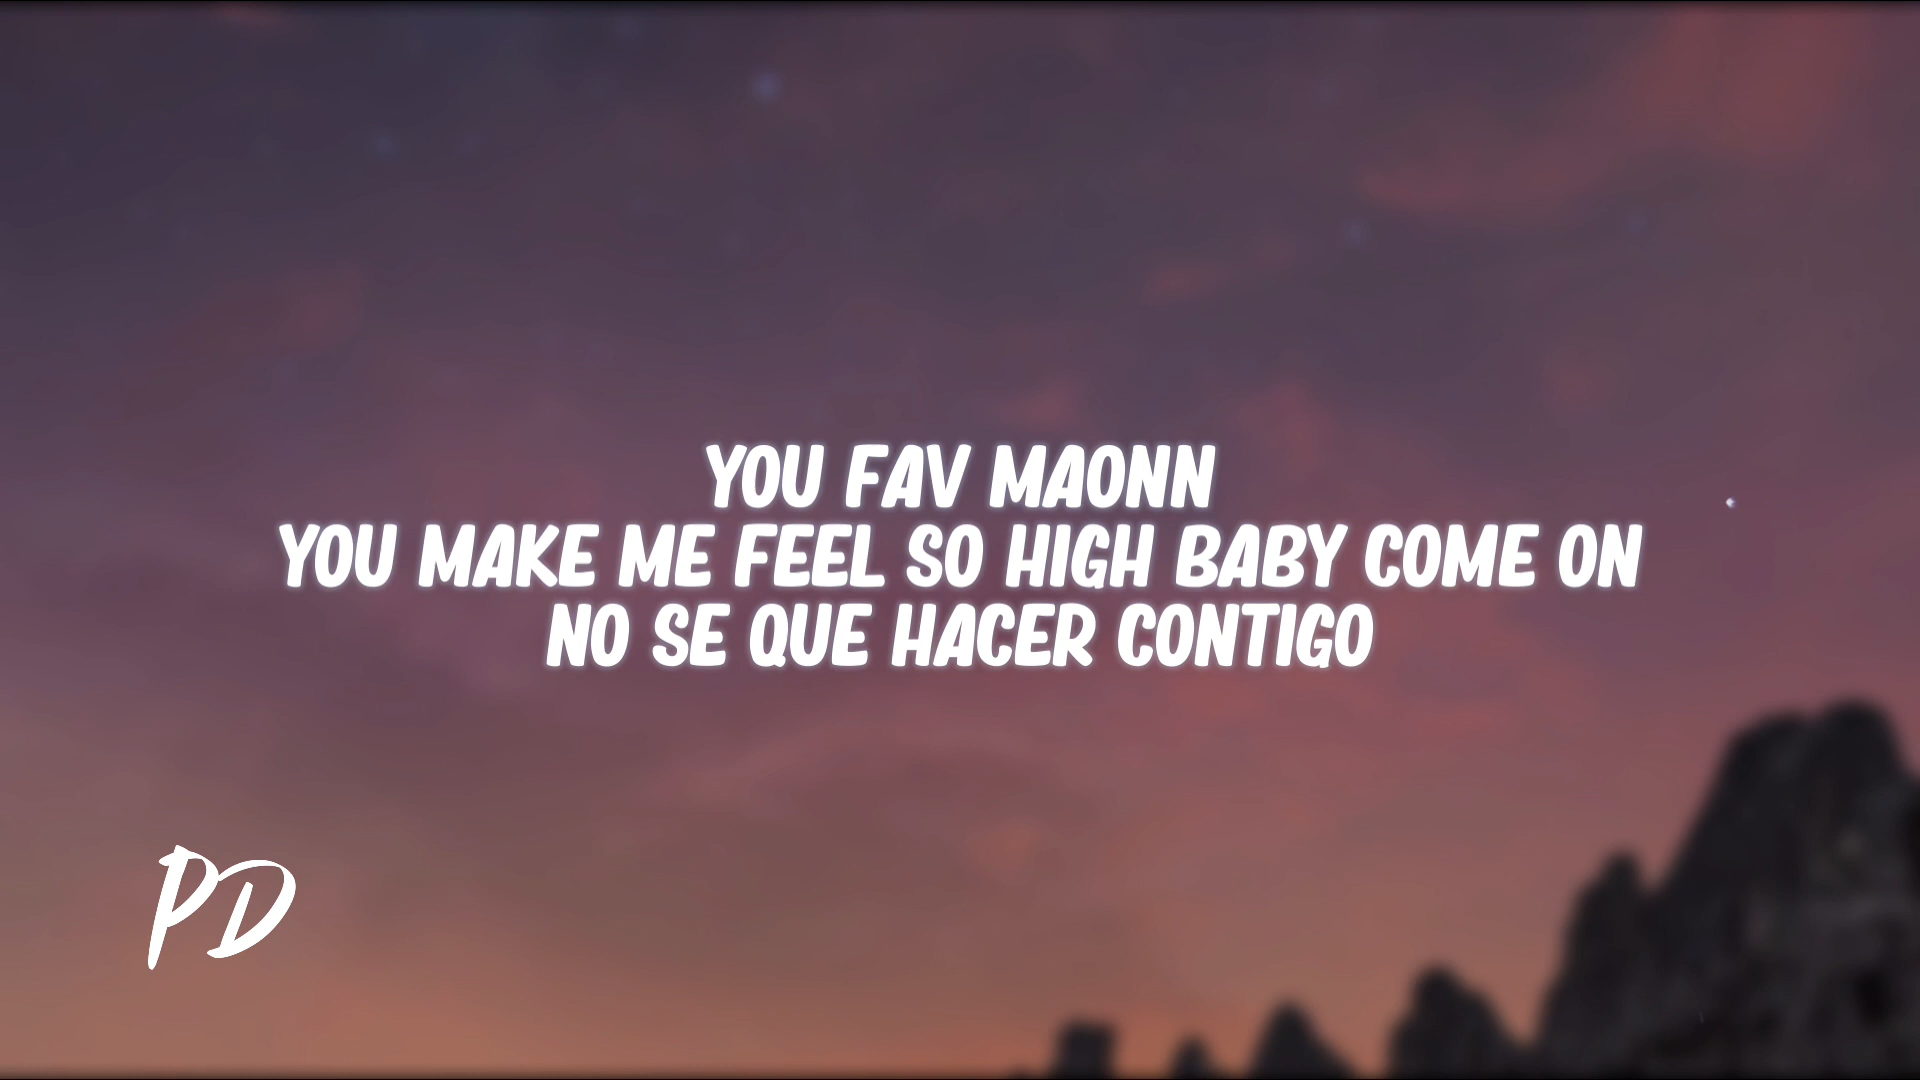 YOU FAV MAONN
YOU MAKE ME FEEL SO HIGH BABY COME ON
NO SE QUE HACER CONTIGO
PD